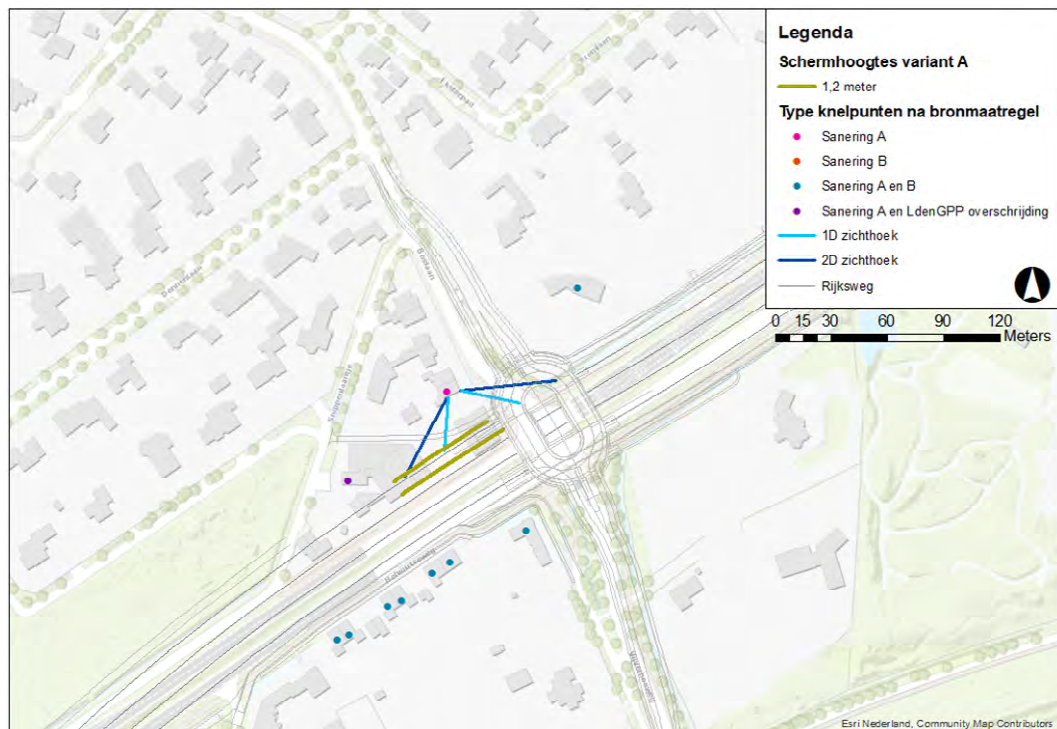 Legenda
Schermhoogtes variant A
1,2 meter
Type knelpunten na bronmaatregel
Sanering A
Sanering B
Sanering A en B
Sanering A en LdenGPP overschrijding
1D zichthoek
2D zichthoek
Rijksweg
0 15 30 60 90 120
Meters
Esri Nederland, Community Map Contributors